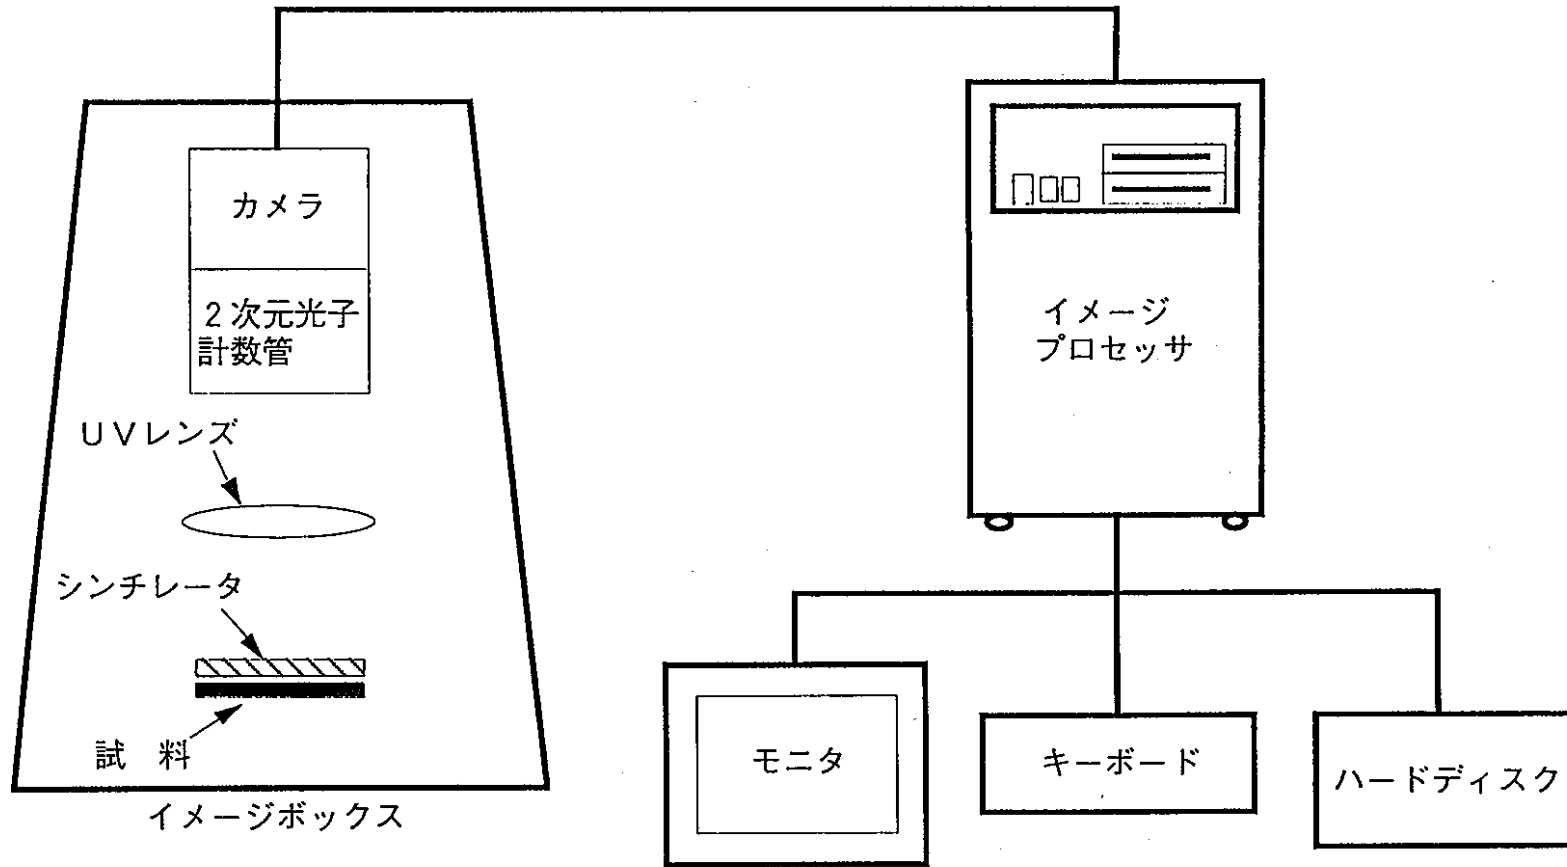 カメラ
2次元光子
計数管
UVレンズ
シンチレータ
試 料
イメージボックス
イメージ
プロセッサ
モニタ
キーボード
ハードディスク